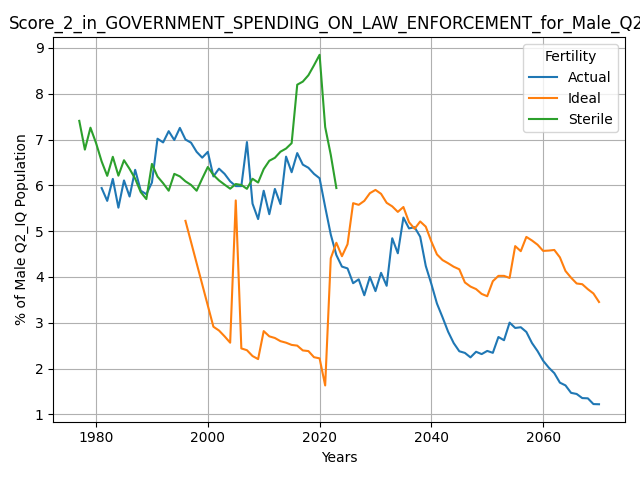 Score_2_in_GOVERNMENT_SPENDING_ON_LAW_ENFORCEMENT_for_Male_Q2
9
8
7
6
5
4
3
2
1
% of Male Q2_IQ Population
Fertility
Actual
Ideal
Sterile
1980 2000 2020 2040 2060
Years